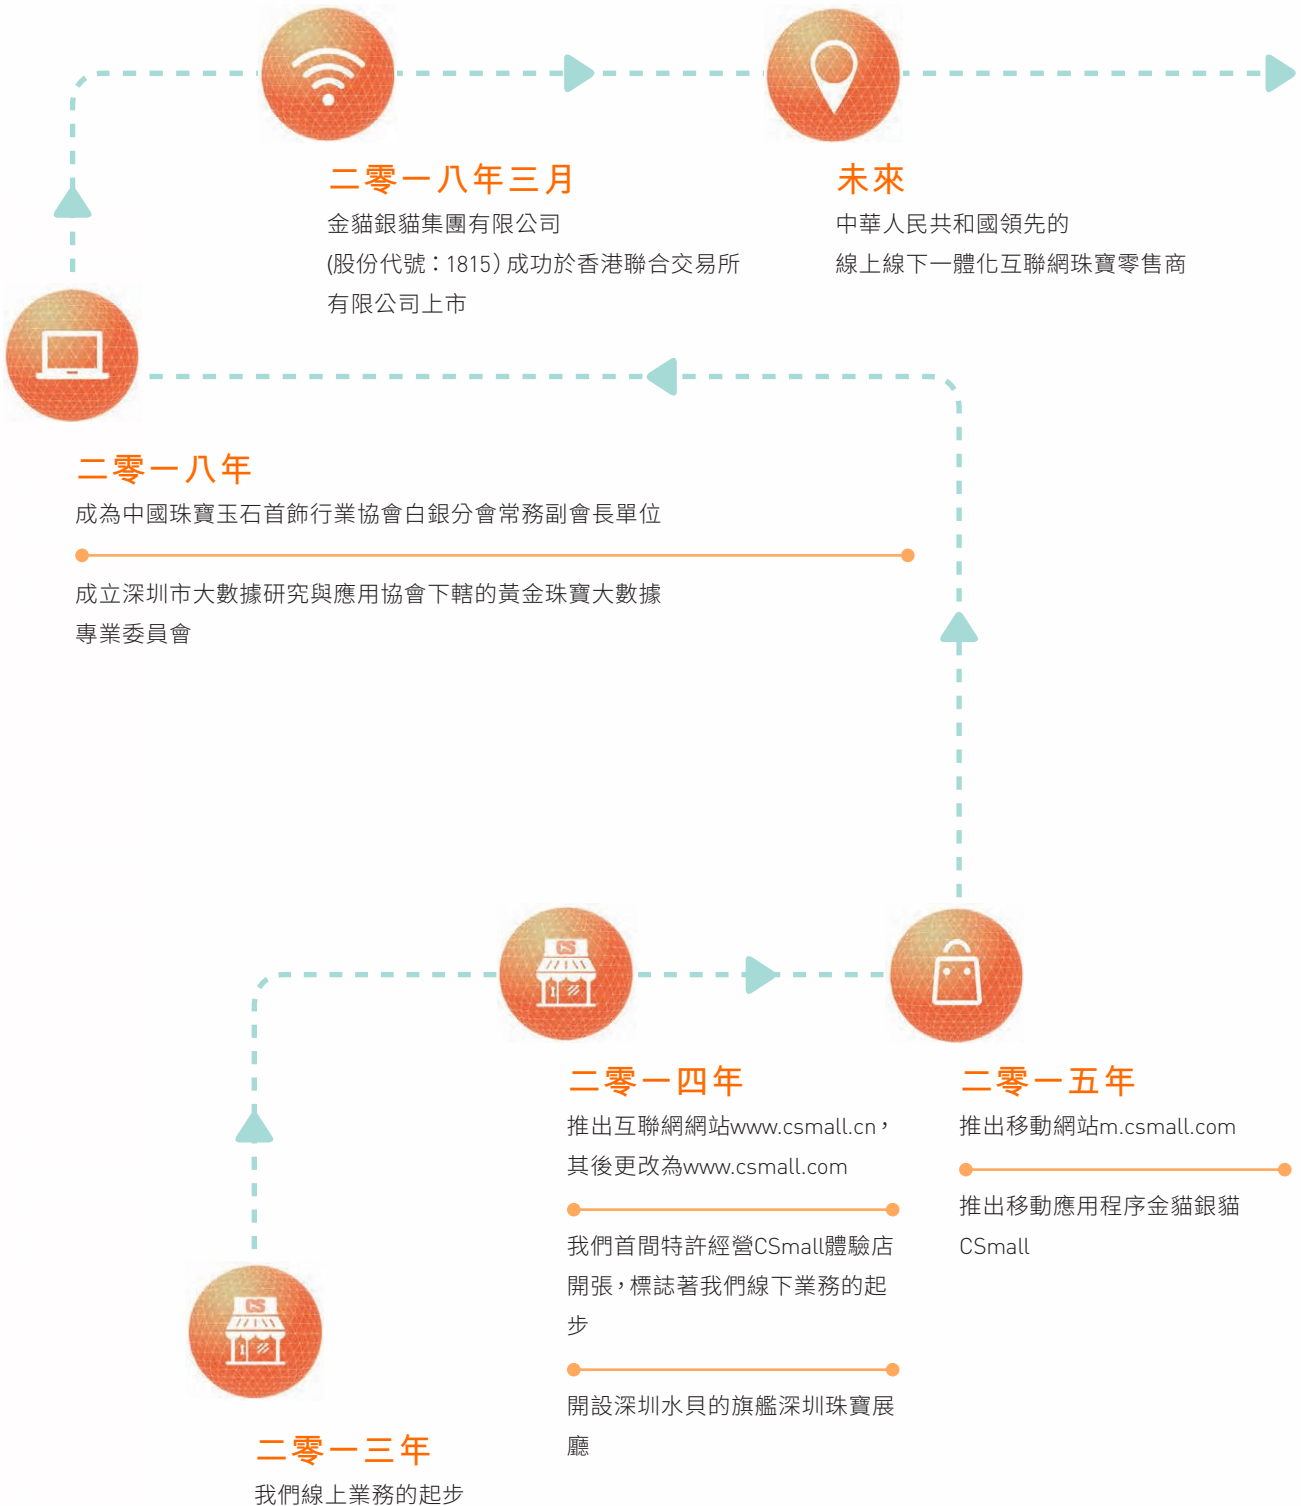 二零一八年三月
金貓銀貓集團有限公司
(股份代號：1815）成功於香港聯合交易所
有限公司上市
未來
中華人民共和國領先的
線上線下一體化互聯網珠寶零售商
二零一八年
成為中國珠寶玉石首飾行業協會白銀分會常務副會長單位
成立深圳市大數據研究與應用協會下轄的黃金珠寶大數據
專業委員會
CS
二零一四年
推出互聯網網站www.csmall.cn，
其後更改為www.csmall.com
我們首間特許經營CSmall體驗店
開張，標誌著我們線下業務的起
步
開設深圳水貝的旗艦深圳珠寶展
廳
二零一五年
推出移動網站m.csmall.com
推出移動應用程序金貓銀貓
CSmall
CS
二零一三年
我們線上業務的起步